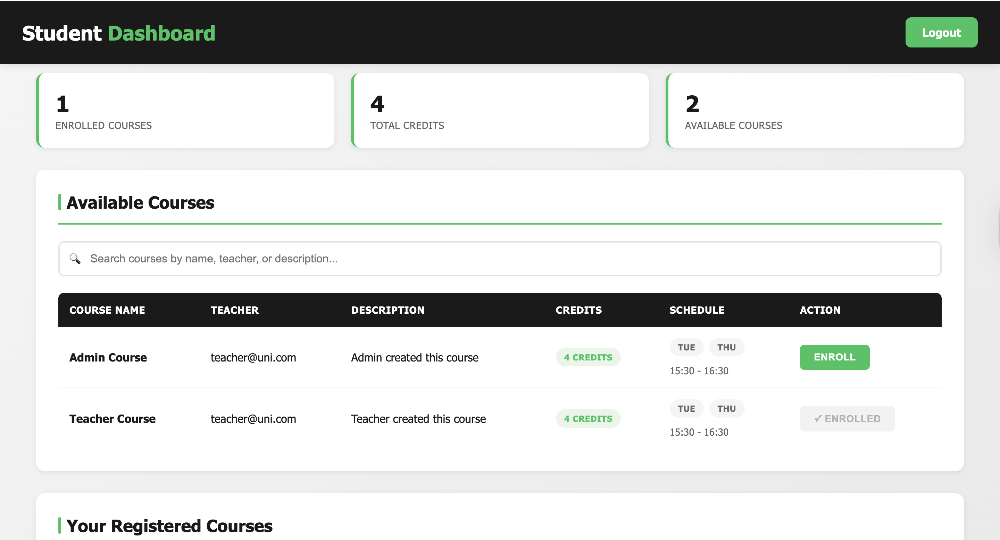 Student Dashboard
Logout
1
ENROLLED COURSES
4
TOTAL CREDITS
2
AVAILABLE COURSES
Available Courses
Search courses by name, teacher, or description...
COURSE NAME TEACHER DESCRIPTION CREDITS SCHEDULE ACTION
Admin Course teacher@uni.com Admin created this course 4 CREDITS TUE THU 15:30 - 16:30 ENROLL
Teacher Course teacher@uni.com Teacher created this course 4 CREDITS TUE THU 15:30 - 16:30 ✓ ENROLLED
Your Registered Courses